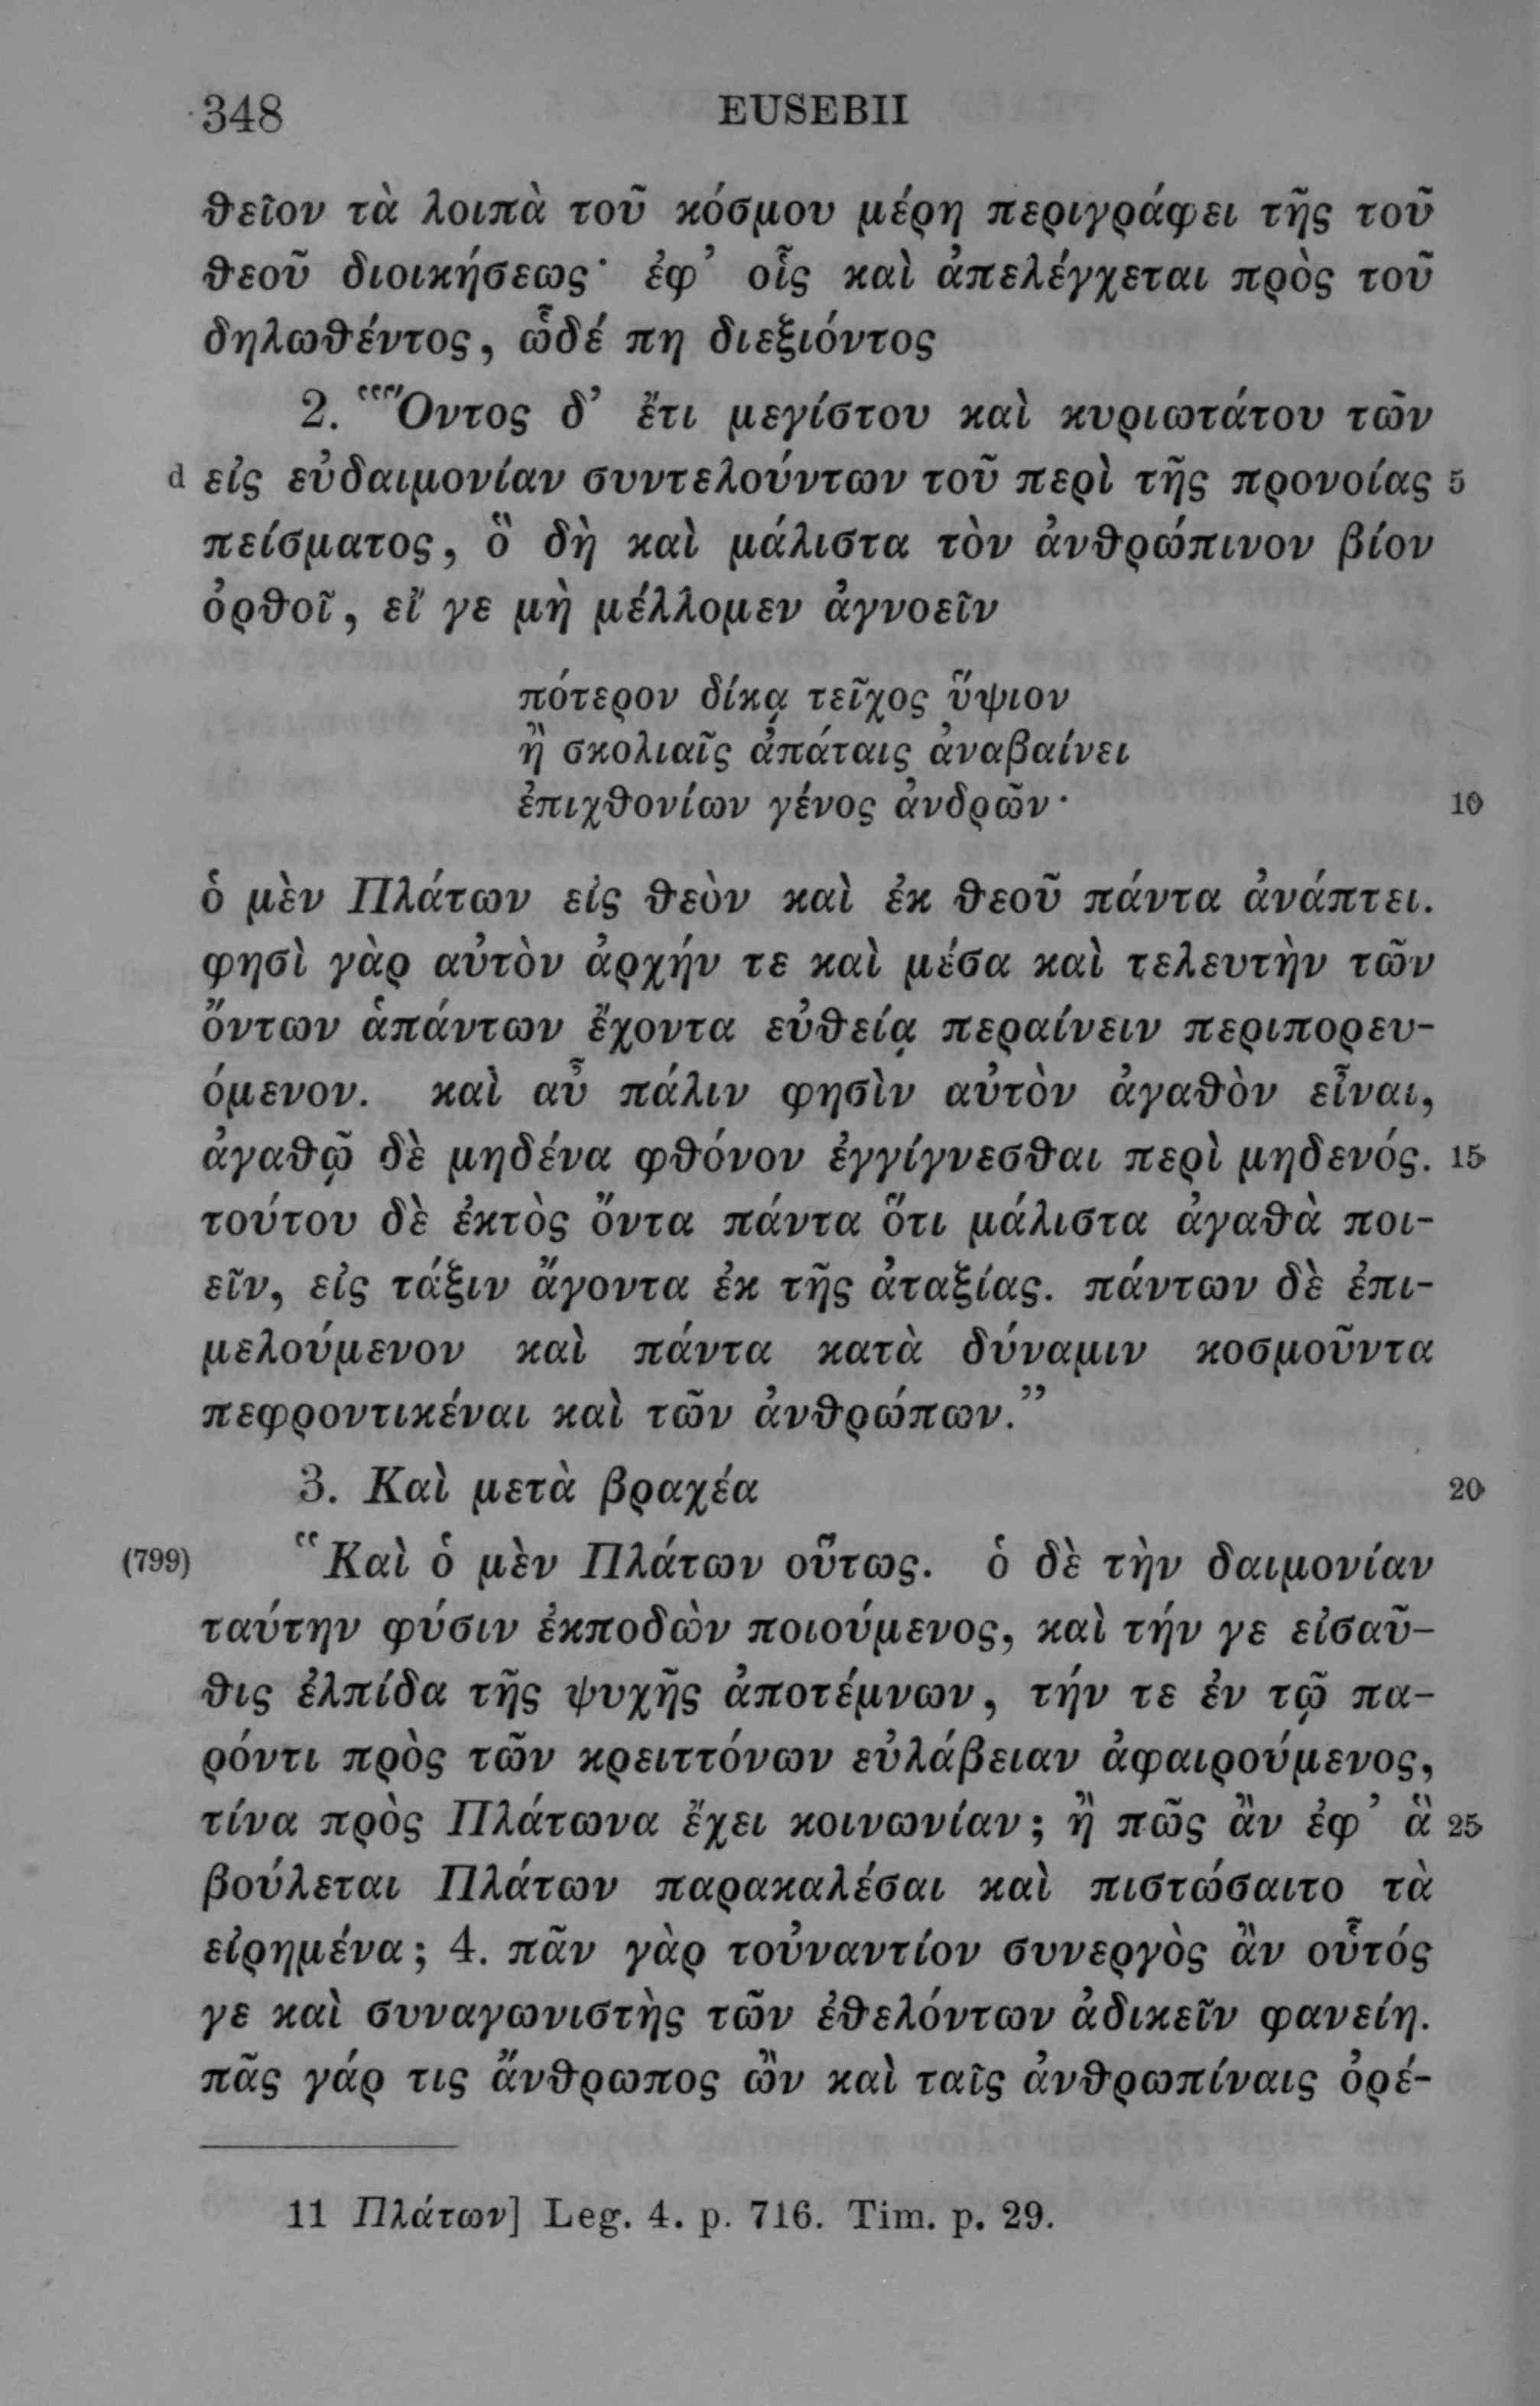 348 EUSEBII
θεῖον τὰ λοιπὰ τοῦ κόσμου μέρη περιγράφει τῆς τοῦ
θεοῦ διοικήσεως· ἐφ’ οἷς καὶ ἀπελέγχεται πρὸς τοῦ
δηλωθέντος, ὧδέ πη διεξιόντος
2. “Ὄντος δ’ ἔτι μεγίστου καὶ κυριωτάτου τῶν
d εἰς εὐδαιμονίαν συντελούντων τοῦ περὶ τῆς προνοίας 5
πείσματος, ὃ δὴ καὶ μάλιστα τὸν ἀνθρώπινον βίον
ὀρθοῖ, εἴ γε μὴ μέλλομεν ἀγνοεῖν
πότερον δίκᾳ τεῖχος ὕψιον
ἢ σκολιαῖς ἀπάταις ἀναβαίνει
ἐπιχθονίων γένος ἀνδρῶν· 10
ὁ μὲν Πλάτων εἰς θεὸν καὶ ἐκ θεοῦ πάντα ἀνάπτει.
φησὶ γὰρ αὐτὸν ἀρχήν τε καὶ μέσα καὶ τελευτὴν τῶν
ὄντων ἁπάντων ἔχοντα εὐθείᾳ περαίνειν περιπορευ-
όμενον. καὶ αὖ πάλιν φησὶν αὐτὸν ἀγαθὸν εἶναι,
ἀγαθῷ δὲ μηδένα φθόνον ἐγγίγνεσθαι περὶ μηδενός. 15
τούτου δὲ ἐκτὸς ὄντα πάντα ὅτι μάλιστα ἀγαθὰ ποι-
εῖν, εἰς τάξιν ἄγοντα ἐκ τῆς ἀταξίας. πάντων δὲ ἐπι-
μελούμενον καὶ πάντα κατὰ δύναμιν κοσμοῦντα
πεφροντικέναι καὶ τῶν ἀνθρώπων.”
3. Καὶ μετὰ βραχέα 20
(799) “Καὶ ὁ μὲν Πλάτων οὕτως. ὁ δὲ τὴν δαιμονίαν
ταύτην φύσιν ἐκποδὼν ποιούμενος, καὶ τήν γε εἰσαῦ-
θις ἐλπίδα τῆς ψυχῆς ἀποτέμνων, τήν τε ἐν τῷ πα-
ρόντι πρὸς τῶν κρειττόνων εὐλάβειαν ἀφαιρούμενος,
τίνα πρὸς Πλάτωνα ἔχει κοινωνίαν; ἢ πῶς ἂν ἐφ’ ἃ 25
βούλεται Πλάτων παρακαλέσαι καὶ πιστώσαιτο τὰ
εἰρημένα; 4. πᾶν γὰρ τοὐναντίον συνεργὸς ἂν οὗτός
γε καὶ συναγωνιστὴς τῶν ἐθελόντων ἀδικεῖν φανείη.
πᾶς γάρ τις ἄνθρωπος ὢν καὶ ταῖς ἀνθρωπίναις ὀρέ-
11 Πλάτων] Leg. 4. p. 716. Tim. p. 29.